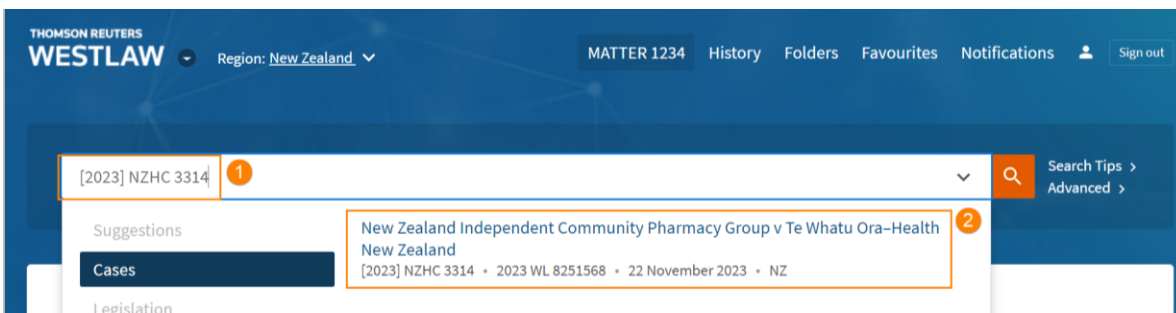 THOMSON REUTERS
WESTLAW
Region: New Zealand
MATTER 1234 History Folders Favourites Notifications Sign out
[2023] NZHC 3314 1
Search Tips >
Advanced >
Suggestions
Cases
Legislation
New Zealand Independent Community Pharmacy Group v Te Whatu Ora–Health 2
New Zealand
[2023] NZHC 3314 • 2023 WL 8251568 • 22 November 2023 • NZ